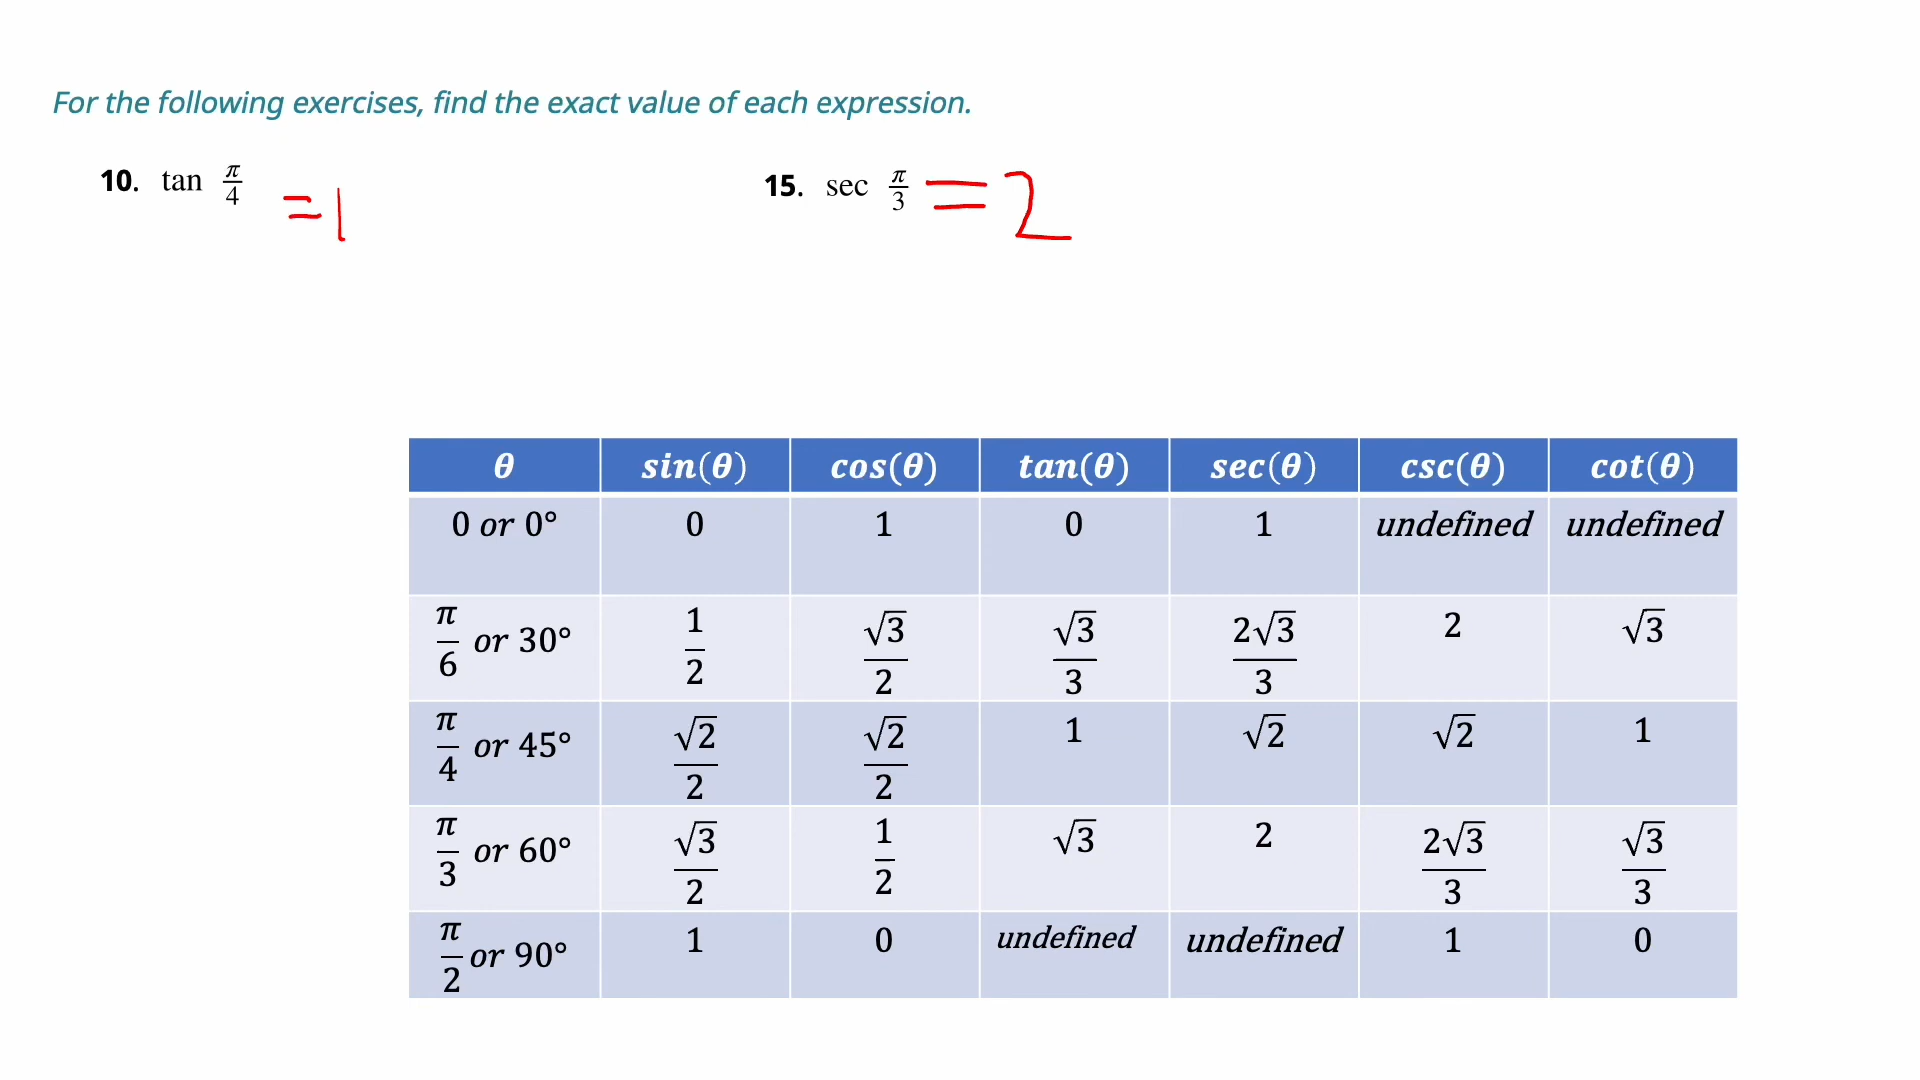 For the following exercises, find the exact value of each expression.
10. tan π/4 = 1
15. sec π/3 = 2
θ sin(θ) cos(θ) tan(θ) sec(θ) csc(θ) cot(θ)
0 or 0° 0 1 0 1 undefined undefined
π/6 or 30° 1/2 √3/2 √3/3 2√3/3 2 √3
π/4 or 45° √2/2 √2/2 1 √2 √2 1
π/3 or 60° √3/2 1/2 √3 2 2√3/3 √3/3
π/2 or 90° 1 0 undefined undefined 1 0